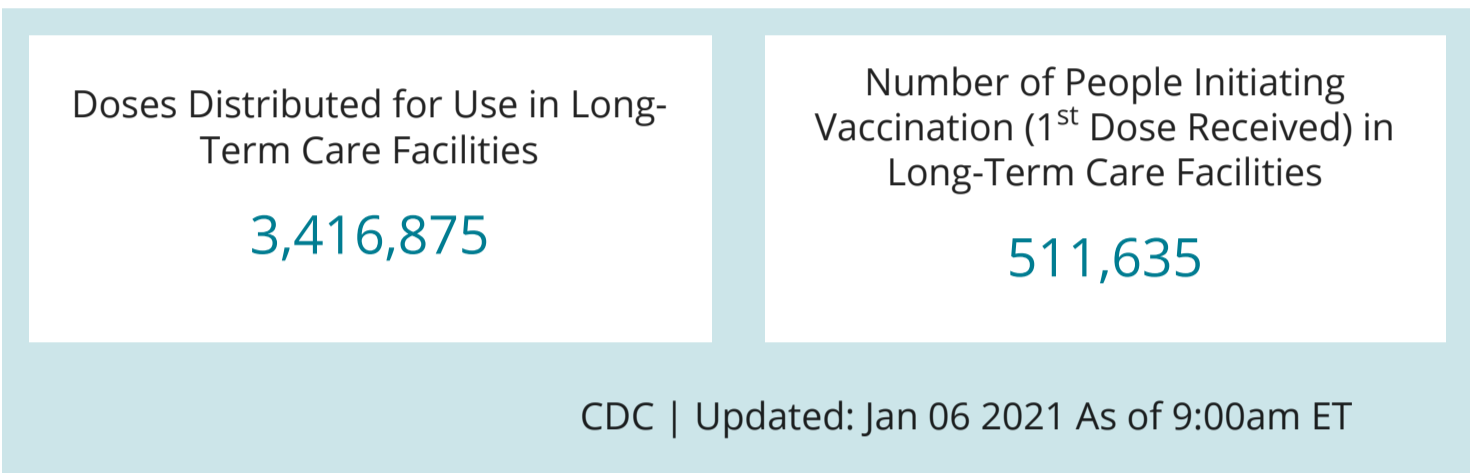 Doses Distributed for Use in Long-
Term Care Facilities
3,416,875
Number of People Initiating
Vaccination (1st Dose Received) in
Long-Term Care Facilities
511,635
CDC | Updated: Jan 06 2021 As of 9:00am ET